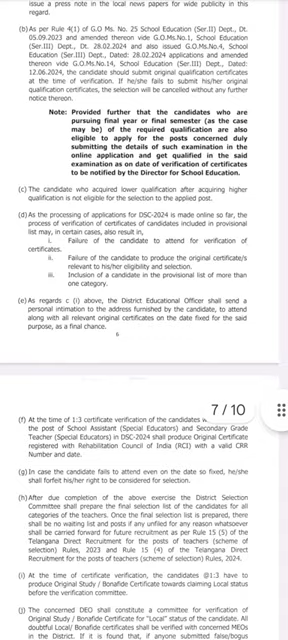 issue a press note in the local news papers for wide publicity in this
regard.
(b) As per Rule 4(1) of G.O Ms. No. 25 School Education (Ser.II) Dept., Dt.
05.09.2023 and amended thereon vide G.O.Ms.No.1, School Education
(Ser.III) Dept., Dt. 28.02.2024 and also issued G.O.Ms.No.4, School
Education (Ser.III) Dept., Dated: 28.02.2024 applications and amended
thereon vide G.O.Ms.No.14, School Education (Ser.III) Dept., Dated:
12.06.2024, the candidate should submit original qualification certificates
at the time of verification. If he/she fails to submit his/her original
qualification certificates, the selection will be cancelled without any further
notice thereon.
Note: Provided further that the candidates who are
pursuing final year or final semester (as the case
may be) of the required qualification are also
eligible to apply for the posts concerned duly
submitting the details of such examination in the
online application and get qualified in the said
examination as on date of verification of certificates
to be notified by the Director for School Education.
(c) The candidate who acquired lower qualification after acquiring higher
qualification is not eligible for the selection to the applied post.
(d) As the processing of applications for DSC-2024 is made online so far, the
process of verification of certificates of candidates included in provisional
list may, in certain cases, also result in,
i. Failure of the candidate to attend for verification of
certificates.
ii. Failure of the candidate to produce the original certificate/s
relevant to his/her eligibility and selection.
iii. Inclusion of a candidate in the provisional list of more than
one category.
(e) As regards c (i) above, the District Educational Officer shall send a
personal intimation to the address furnished by the candidate, to attend
along with all relevant original certificates on the date fixed for the said
purpose, as a final chance.
6
7 / 10
(f) At the time of 1:3 certificate verification of the candidates
the post of School Assistant (Special Educators) and Secondary Grade
Teacher (Special Educators) in DSC-2024 shall produce Original Certificate
registered with Rehabilitation Council of India (RCI) with a valid CRR
Number and date.
(g) In case the candidate fails to attend even on the date so fixed, he/she
shall forfeit his/her right to be considered for selection.
(h) After due completion of the above exercise the District Selection
Committee shall prepare the final selection list of the candidates for all
categories of the teachers. Once the final selection list is prepared, there
shall be no waiting list and posts if any unfilled for any reason whatsoever
shall be carried forward for future recruitment as per Rule 15 (5) of the
Telangana Direct Recruitment for the posts of teachers (scheme of
selection) Rules, 2023 and Rule 15 (4) of the Telangana Direct
Recruitment for the posts of teachers (scheme of selection) Rules, 2024.
(i) At the time of certificate verification, the candidates @1:3 have to
produce Original Study / Bonafide Certificate towards claiming Local status
before the verification committee.
(j) The concerned DEO shall constitute a committee for verification of
Original Study / Bonafide Certificate for "Local" status of the candidate. All
doubtful Local/ Bonafide certificates shall be verified with concerned MEOs
in the District. If it is found that, if anyone submitted false/bogus